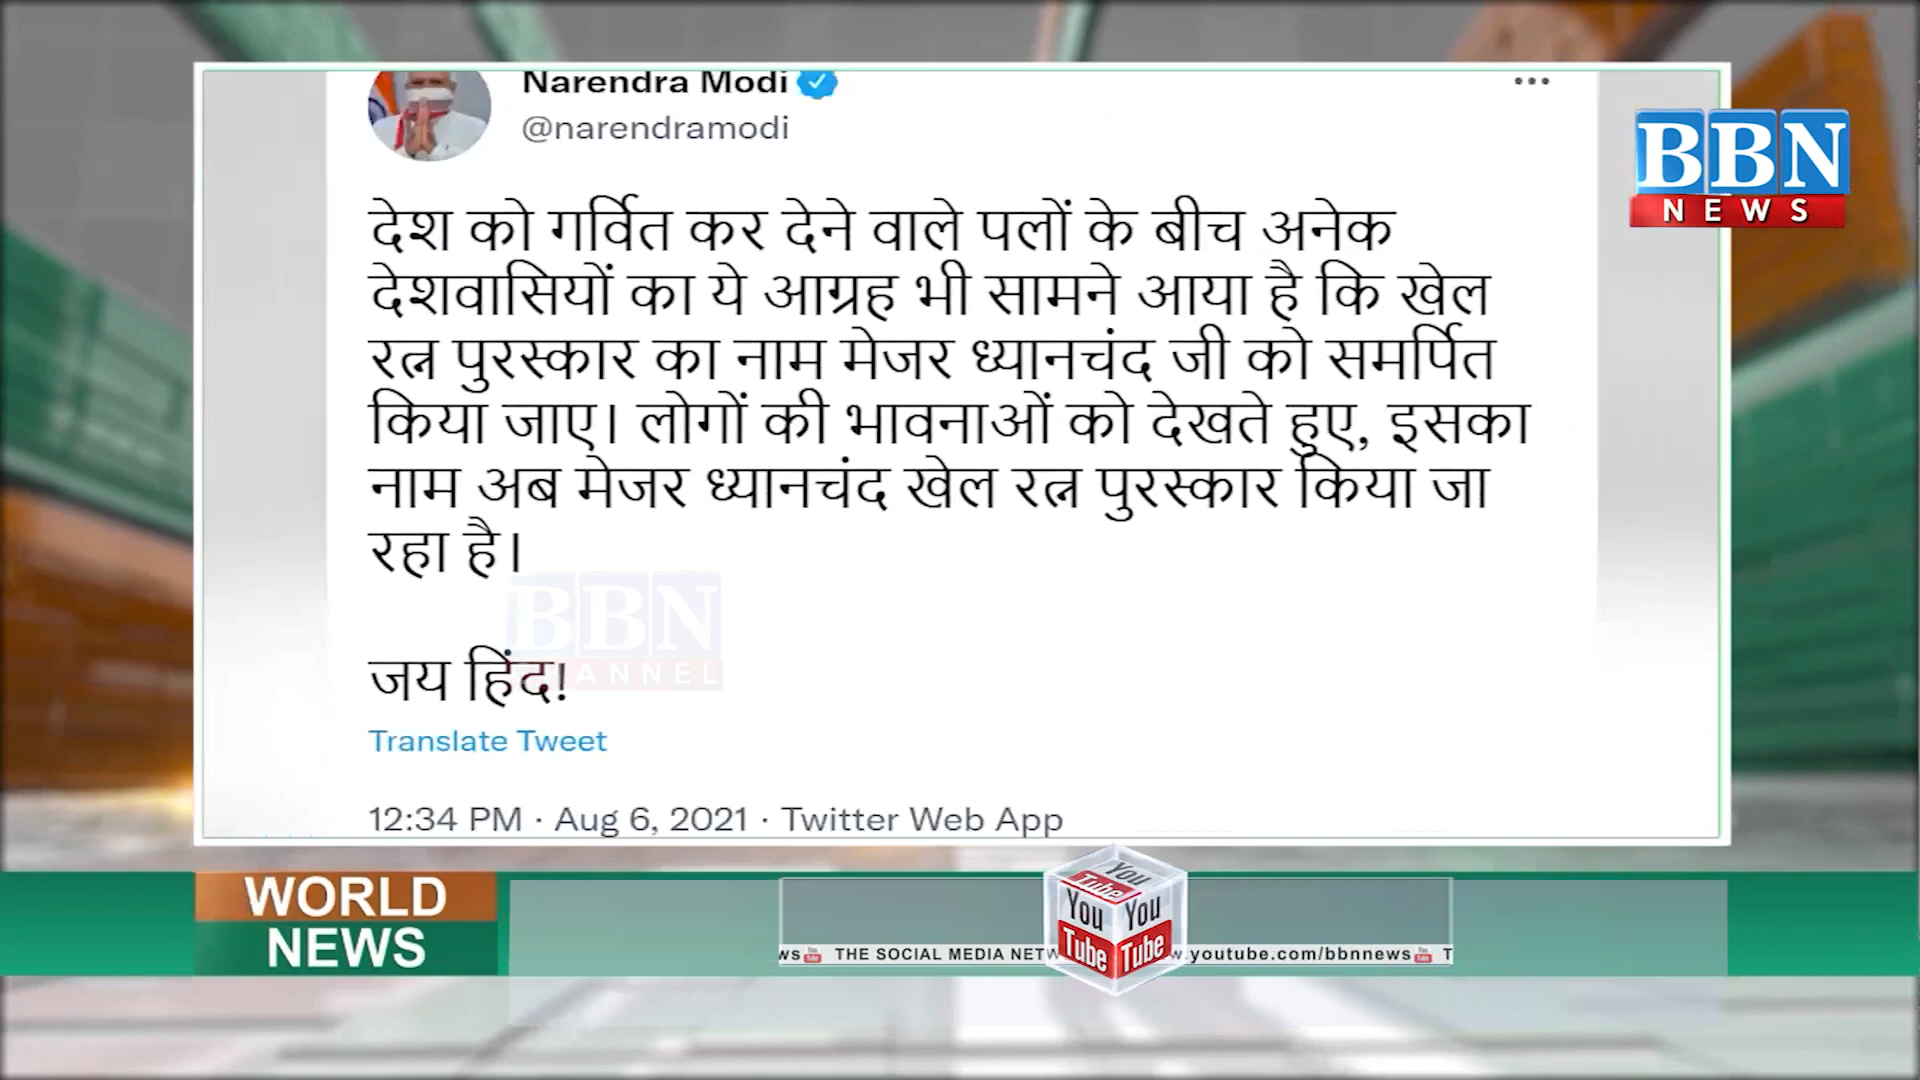 Narendra Modi
@narendramodi
BBN
NEWS
देश को गर्वित कर देने वाले पलों के बीच अनेक
देशवासियों का ये आग्रह भी सामने आया है कि खेल
रत्न पुरस्कार का नाम मेजर ध्यानचंद जी को समर्पित
किया जाए। लोगों की भावनाओं को देखते हुए, इसका
नाम अब मेजर ध्यानचंद खेल रत्न पुरस्कार किया जा
रहा है।
BBN
जय हिंद!
Translate Tweet
12:34 PM · Aug 6, 2021 · Twitter Web App
WORLD
NEWS
You
Tube
You
Tube
You
Tube
THE SOCIAL MEDIA
.youtube.com/bbnnews